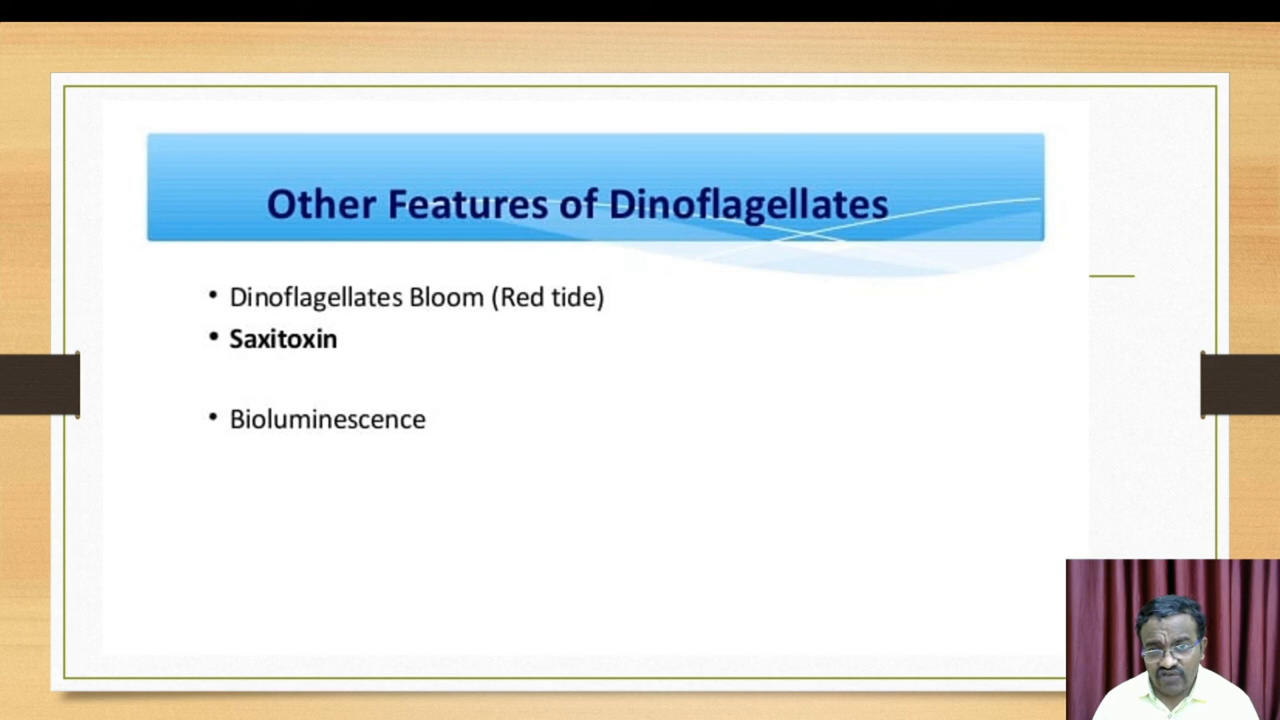 Other Features of Dinoflagellates
• Dinoflagellates Bloom (Red tide)
• Saxitoxin
• Bioluminescence